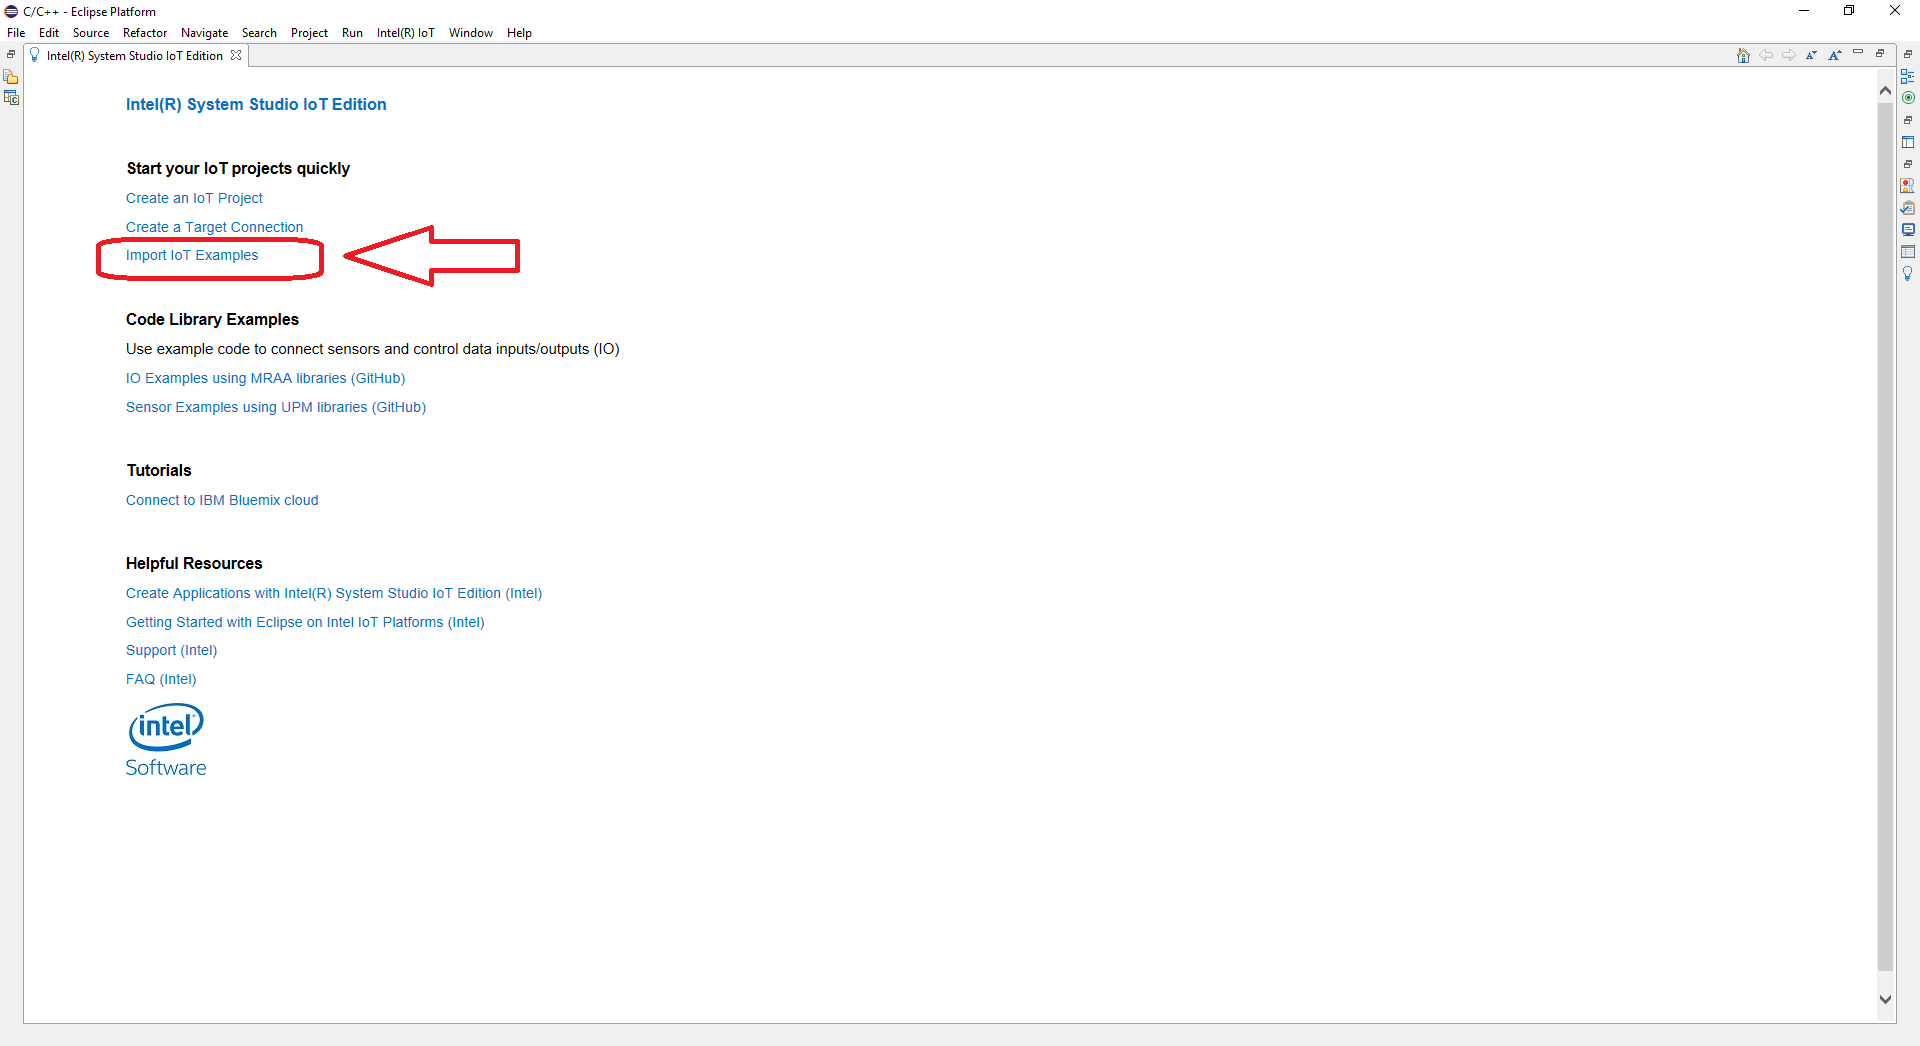 C/C++ - Eclipse Platform
File Edit Source Refactor Navigate Search Project Run Intel(R) IoT Window Help
Intel(R) System Studio IoT Edition
Intel(R) System Studio IoT Edition
Start your IoT projects quickly
Create an IoT Project
Create a Target Connection
Import IoT Examples
Code Library Examples
Use example code to connect sensors and control data inputs/outputs (IO)
IO Examples using MRAA libraries (GitHub)
Sensor Examples using UPM libraries (GitHub)
Tutorials
Connect to IBM Bluemix cloud
Helpful Resources
Create Applications with Intel(R) System Studio IoT Edition (Intel)
Getting Started with Eclipse on Intel IoT Platforms (Intel)
Support (Intel)
FAQ (Intel)
intel
Software